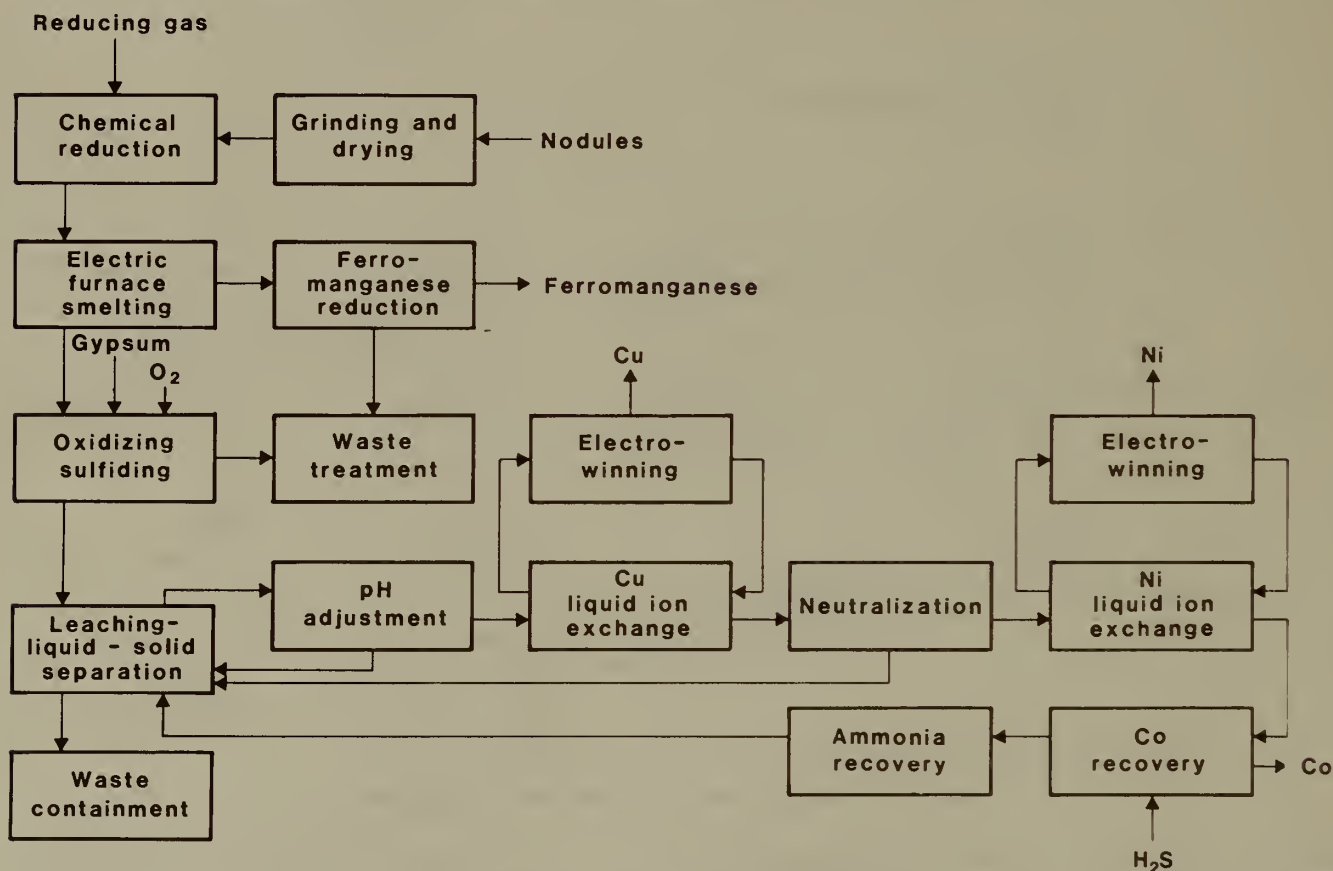 Reducing gas
Chemical
reduction
Grinding and
drying
Nodules
Electric
furnace
smelting
Ferro-
manganese
reduction
Ferromanganese
Gypsum
O₂
Cu
Ni
Oxidizing
sulfiding
Waste
treatment
Electro-
winning
Electro-
winning
Leaching-
liquid - solid
separation
pH
adjustment
Cu
liquid ion
exchange
Neutralization
Ni
liquid ion
exchange
Waste
containment
Ammonia
recovery
Co
recovery
Co
H₂S